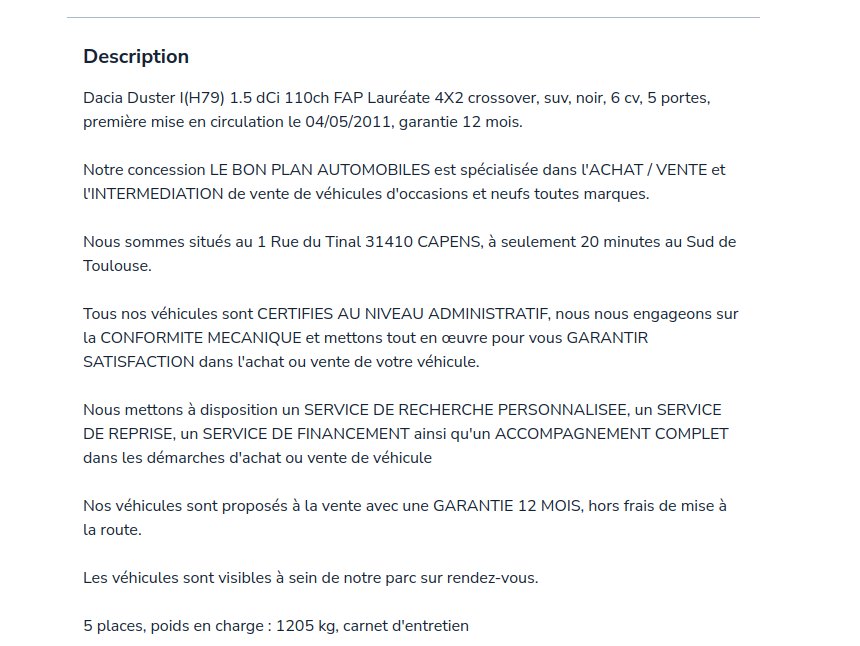 Description
Dacia Duster I(H79) 1.5 dCi 110ch FAP Lauréate 4X2 crossover, suv, noir, 6 cv, 5 portes,
première mise en circulation le 04/05/2011, garantie 12 mois.
Notre concession LE BON PLAN AUTOMOBILES est spécialisée dans l'ACHAT / VENTE et
l'INTERMEDIATION de vente de véhicules d'occasions et neufs toutes marques.
Nous sommes situés au 1 Rue du Tinal 31410 CAPENS, à seulement 20 minutes au Sud de
Toulouse.
Tous nos véhicules sont CERTIFIES AU NIVEAU ADMINISTRATIF, nous nous engageons sur
la CONFORMITE MECANIQUE et mettons tout en œuvre pour vous GARANTIR
SATISFACTION dans l'achat ou vente de votre véhicule.
Nous mettons à disposition un SERVICE DE RECHERCHE PERSONNALISEE, un SERVICE
DE REPRISE, un SERVICE DE FINANCEMENT ainsi qu'un ACCOMPAGNEMENT COMPLET
dans les démarches d'achat ou vente de véhicule
Nos véhicules sont proposés à la vente avec une GARANTIE 12 MOIS, hors frais de mise à
la route.
Les véhicules sont visibles à sein de notre parc sur rendez-vous.
5 places, poids en charge : 1205 kg, carnet d'entretien